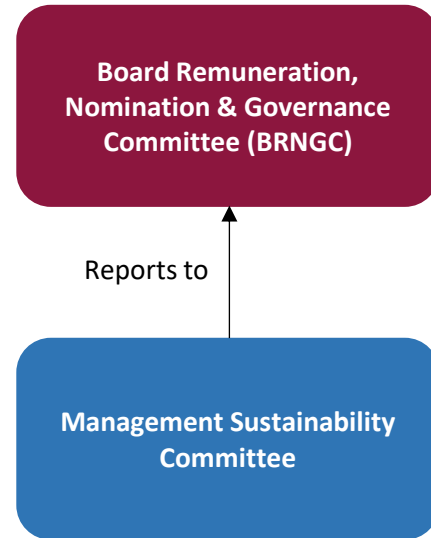 Board Remuneration,
Nomination & Governance
Committee (BRNGC)
Reports to
Management Sustainability
Committee